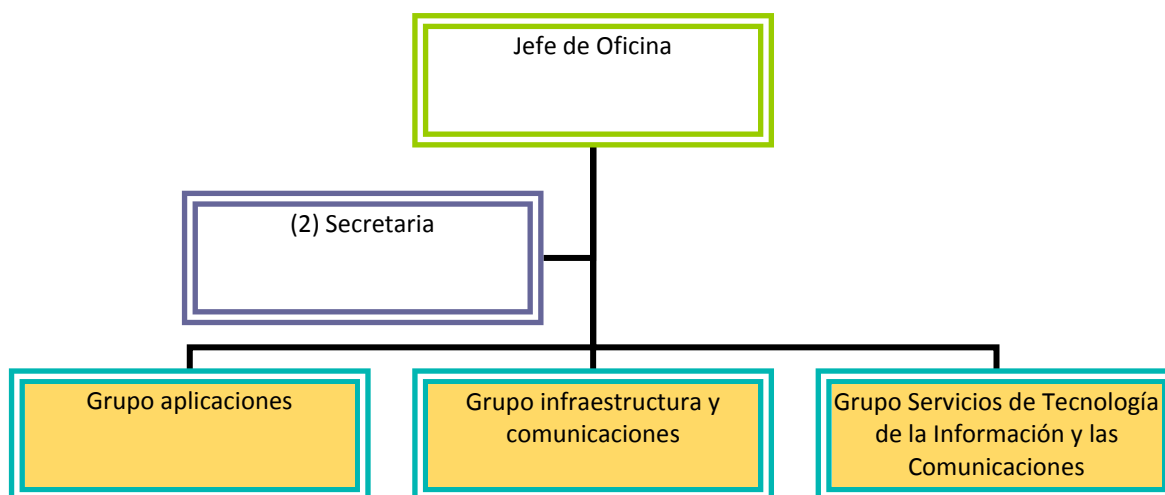 Jefe de Oficina
(2) Secretaria
Grupo aplicaciones
Grupo infraestructura y
comunicaciones
Grupo Servicios de Tecnología
de la Información y las
Comunicaciones